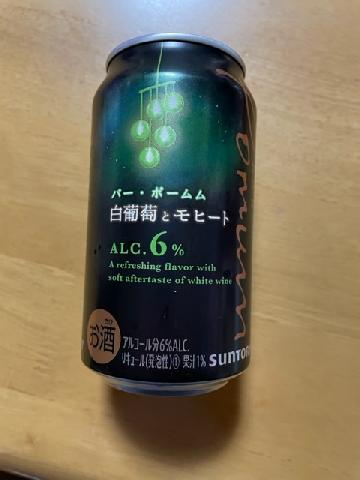 バー・ポームム
白葡萄とモヒート
ALC.6%
A refreshing flavor with
soft aftertaste of white wine
お酒
アルコール分6%ALC.
リキュール(発泡性)① 果汁1%
SUNTOR
omum